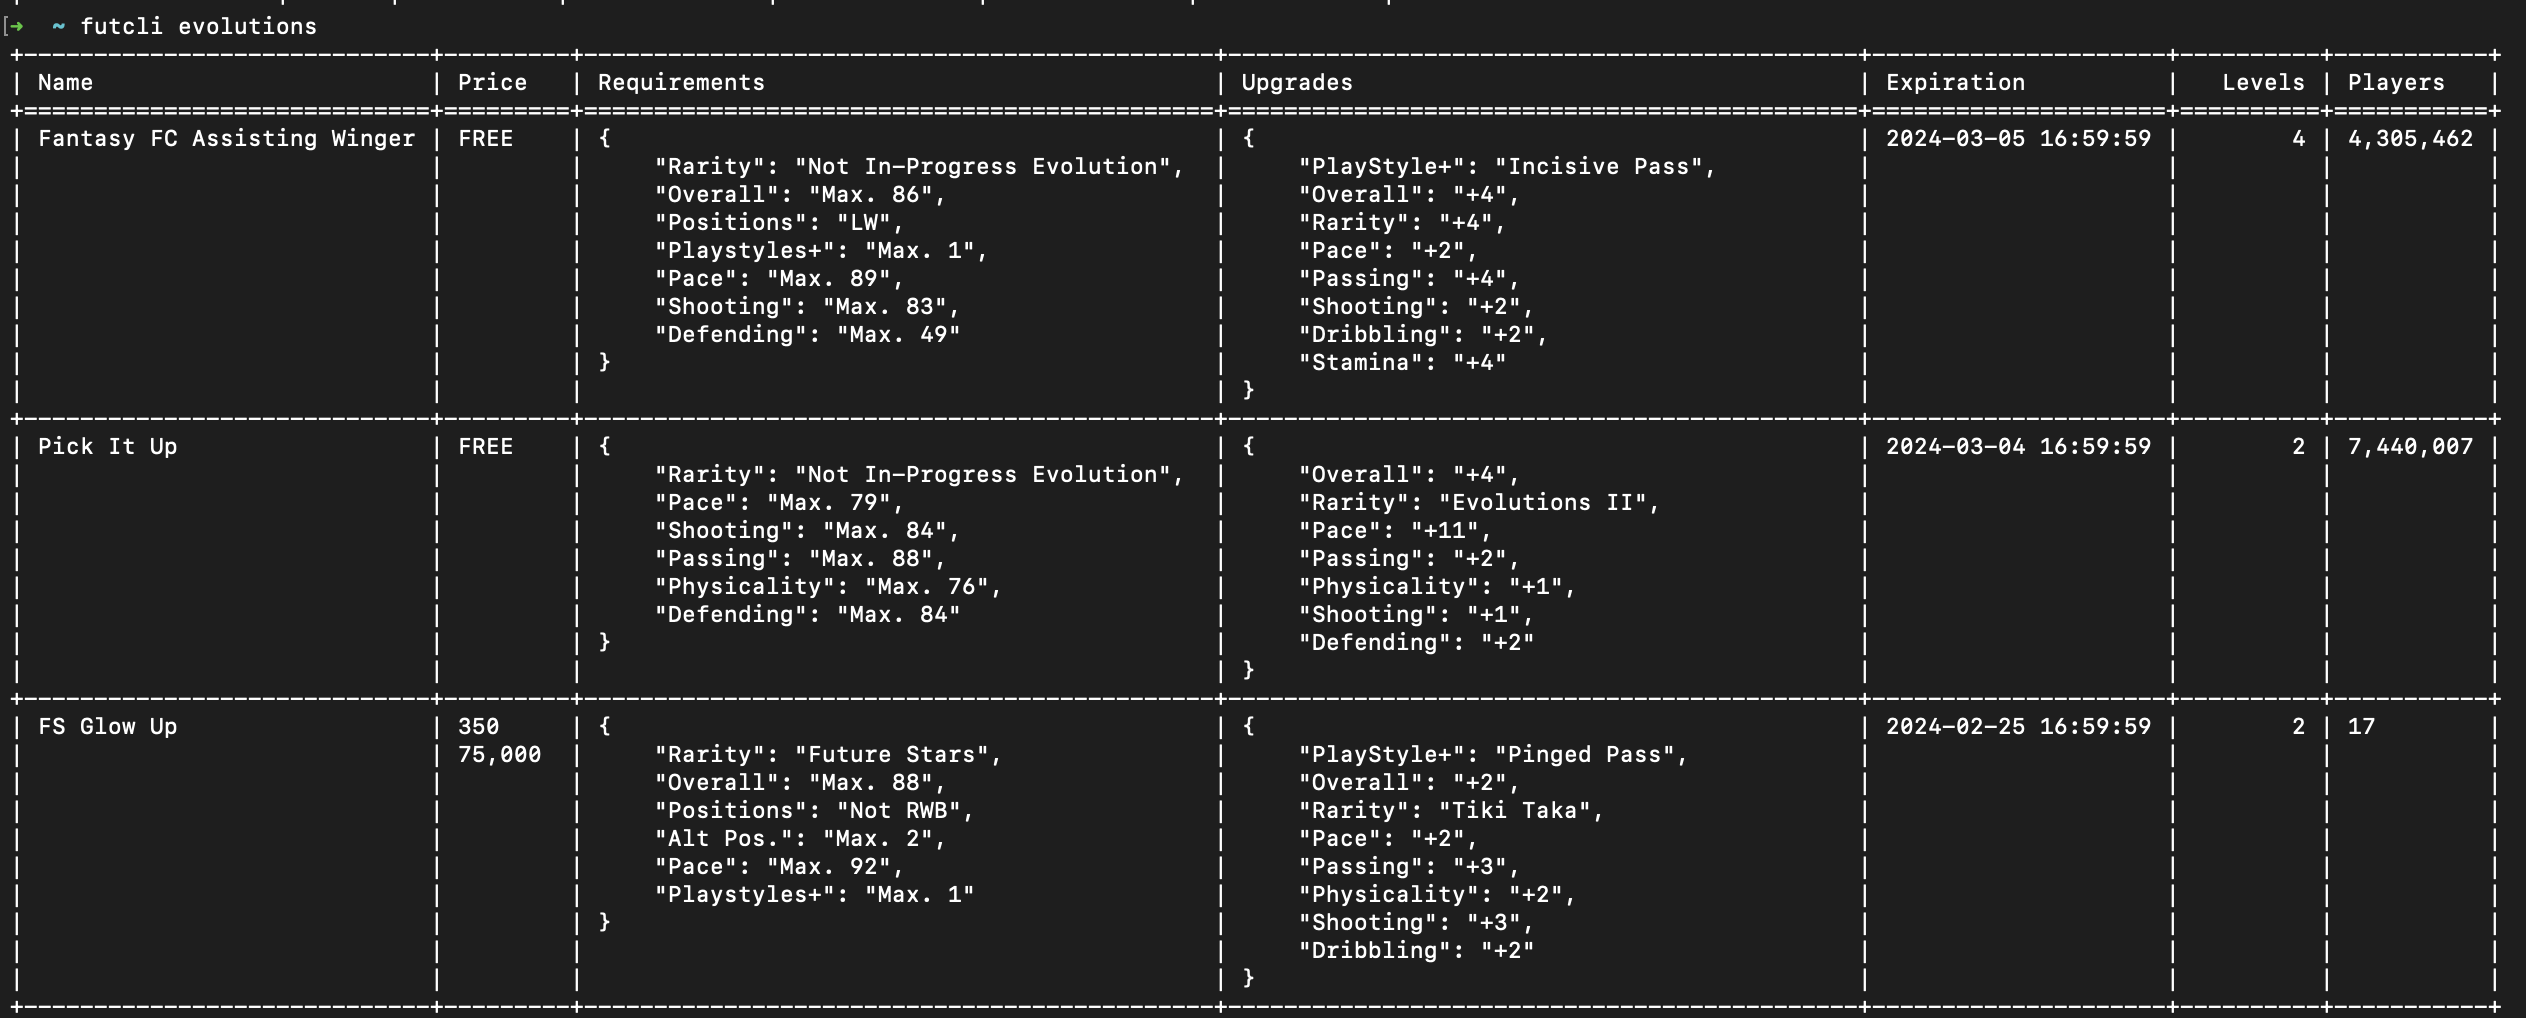 [➜  ~ futcli evolutions
| Name | Price | Requirements | Upgrades | Expiration | Levels | Players |
| Fantasy FC Assisting Winger | FREE | { | { | 2024-03-05 16:59:59 | 4 | 4,305,462 |
"Rarity": "Not In-Progress Evolution", | "PlayStyle+": "Incisive Pass",
"Overall": "Max. 86", | "Overall": "+4",
"Positions": "LW", | "Rarity": "+4",
"Playstyles+": "Max. 1", | "Pace": "+2",
"Pace": "Max. 89", | "Passing": "+4",
"Shooting": "Max. 83", | "Shooting": "+2",
"Defending": "Max. 49" | "Dribbling": "+2",
} | "Stamina": "+4"
}
| Pick It Up | FREE | { | { | 2024-03-04 16:59:59 | 2 | 7,440,007 |
"Rarity": "Not In-Progress Evolution", | "Overall": "+4",
"Pace": "Max. 79", | "Rarity": "Evolutions II",
"Shooting": "Max. 84", | "Pace": "+11",
"Passing": "Max. 88", | "Passing": "+2",
"Physicality": "Max. 76", | "Physicality": "+1",
"Defending": "Max. 84" | "Shooting": "+1",
} | "Defending": "+2"
}
| FS Glow Up | 350 | { | { | 2024-02-25 16:59:59 | 2 | 17 |
75,000 | "Rarity": "Future Stars", | "PlayStyle+": "Pinged Pass",
"Overall": "Max. 88", | "Overall": "+2",
"Positions": "Not RWB", | "Rarity": "Tiki Taka",
"Alt Pos.": "Max. 2", | "Pace": "+2",
"Pace": "Max. 92", | "Passing": "+3",
"Playstyles+": "Max. 1" | "Physicality": "+2",
} | "Shooting": "+3",
"Dribbling": "+2"
}